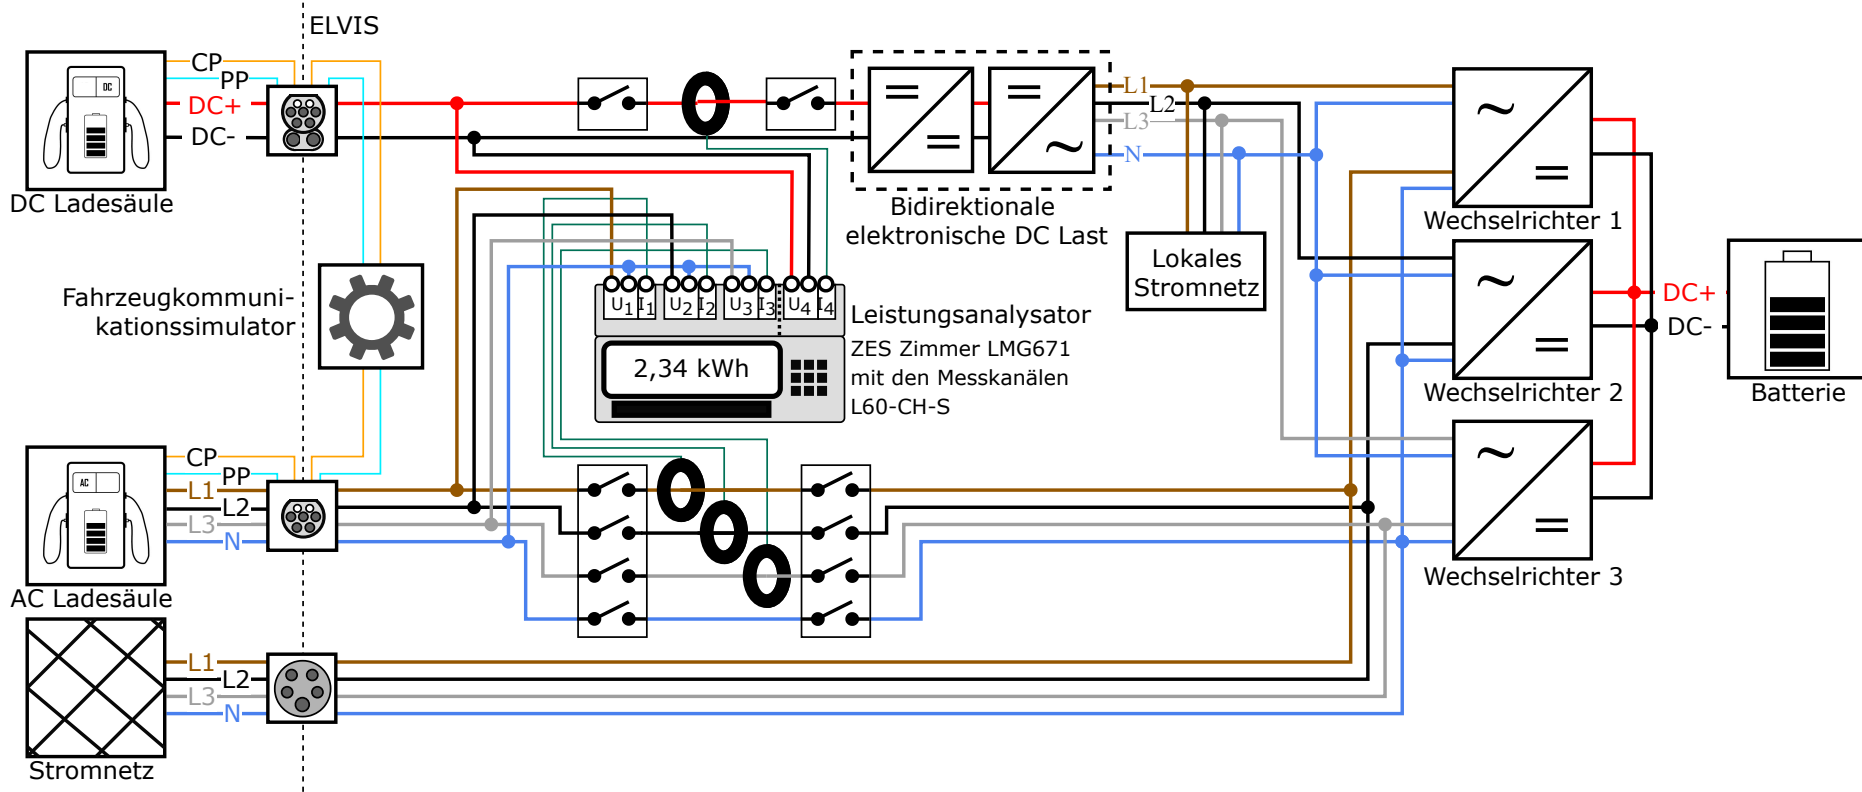 ELVIS
CP
PP
DC+
DC-
DC
DC Ladesäule
L1
L2
L3
N
Bidirektionale
elektronische DC Last
Lokales
Stromnetz
Wechselrichter 1
Wechselrichter 2
Wechselrichter 3
DC+
DC-
Batterie
Fahrzeugkommuni-
kationssimulator
U1 I1 U2 I2 U3 I3 U4 I4
2,34 kWh
Leistungsanalysator
ZES Zimmer LMG671
mit den Messkanälen
L60-CH-S
CP
PP
L1
L2
L3
N
AC
AC Ladesäule
L1
L2
L3
N
Stromnetz